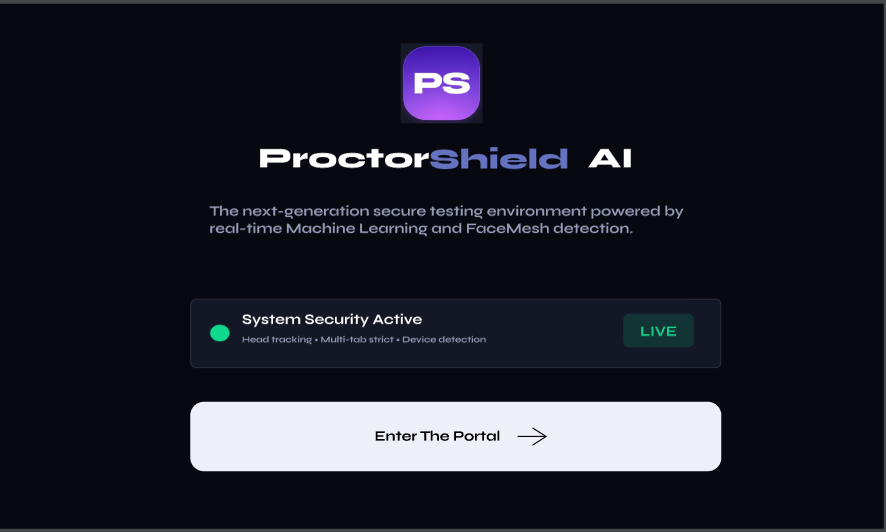 PS
ProctorShield AI
The next-generation secure testing environment powered by
real-time Machine Learning and FaceMesh detection.
System Security Active
Head tracking • Multi-tab strict • Device detection
LIVE
Enter The Portal